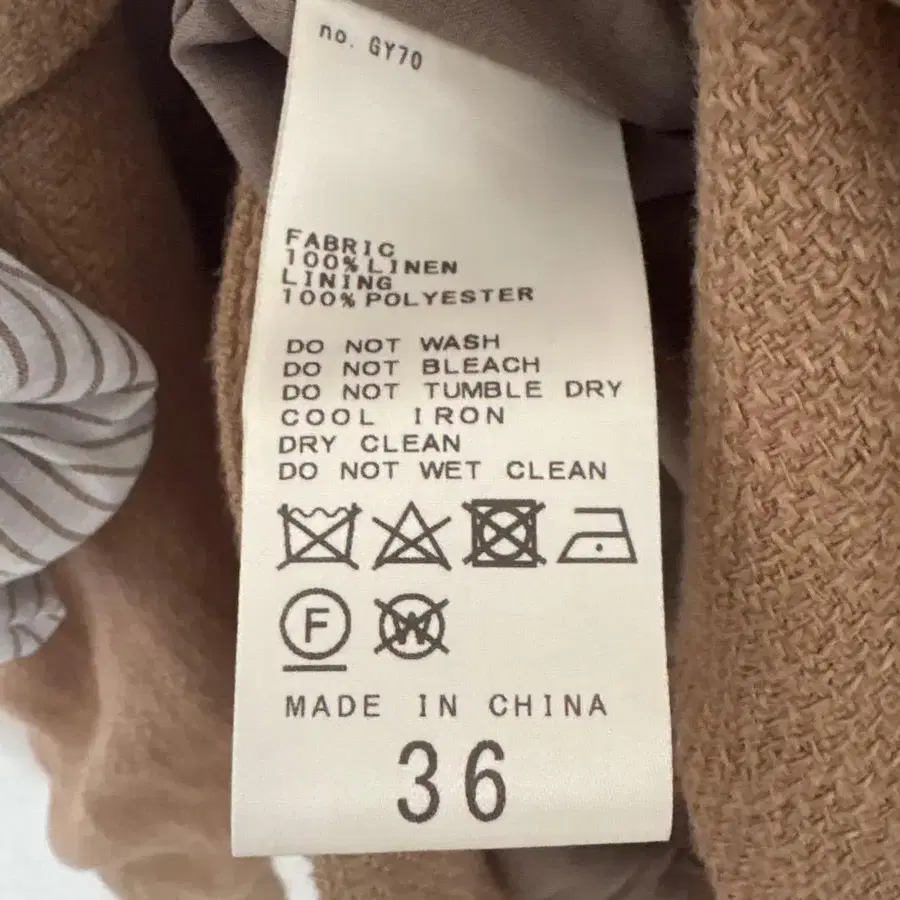 no. GY70
FABRIC
100% LINEN
LINING
100% POLYESTER
DO NOT WASH
DO NOT BLEACH
DO NOT TUMBLE DRY
COOL IRON
DRY CLEAN
DO NOT WET CLEAN
F W
MADE IN CHINA
36